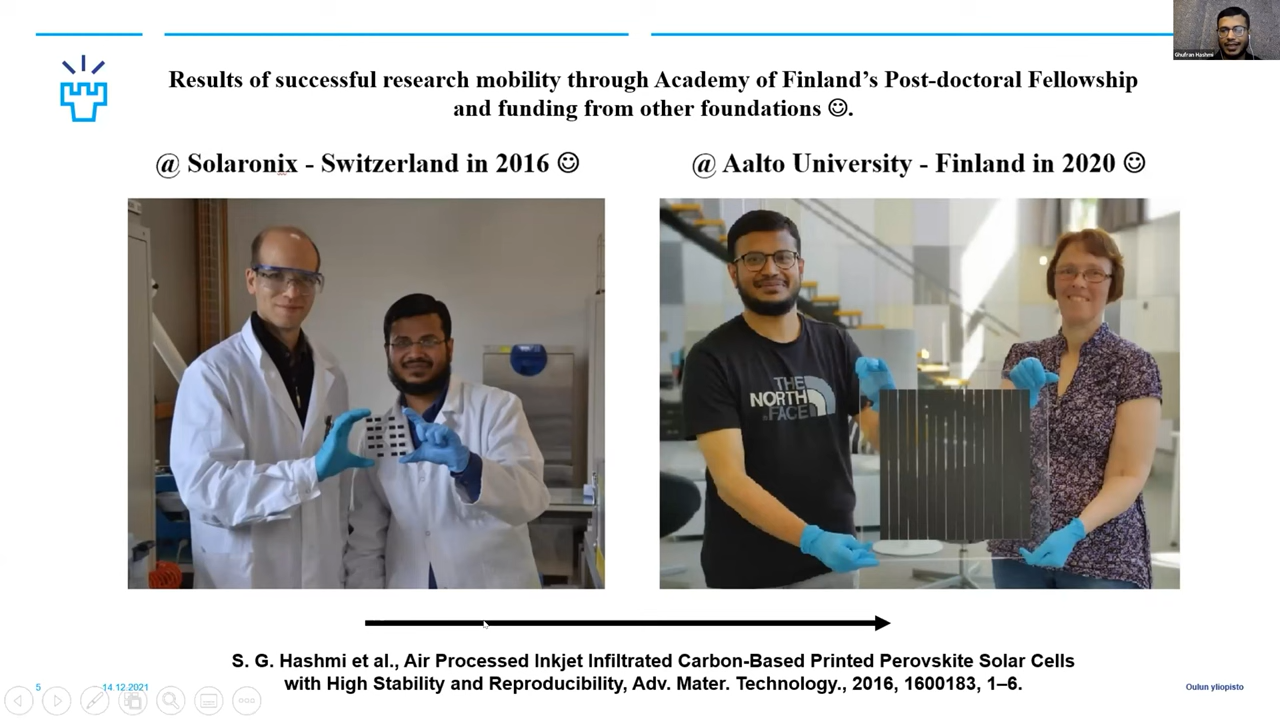 Ghufran Hashmi
Results of successful research mobility through Academy of Finland’s Post-doctoral Fellowship
and funding from other foundations ☺.
@ Solaronix - Switzerland in 2016 ☺
@ Aalto University - Finland in 2020 ☺
THE
NORTH
FACE
S. G. Hashmi et al., Air Processed Inkjet Infiltrated Carbon-Based Printed Perovskite Solar Cells
with High Stability and Reproducibility, Adv. Mater. Technology., 2016, 1600183, 1–6.
5
14.12.2021
Oulun yliopisto